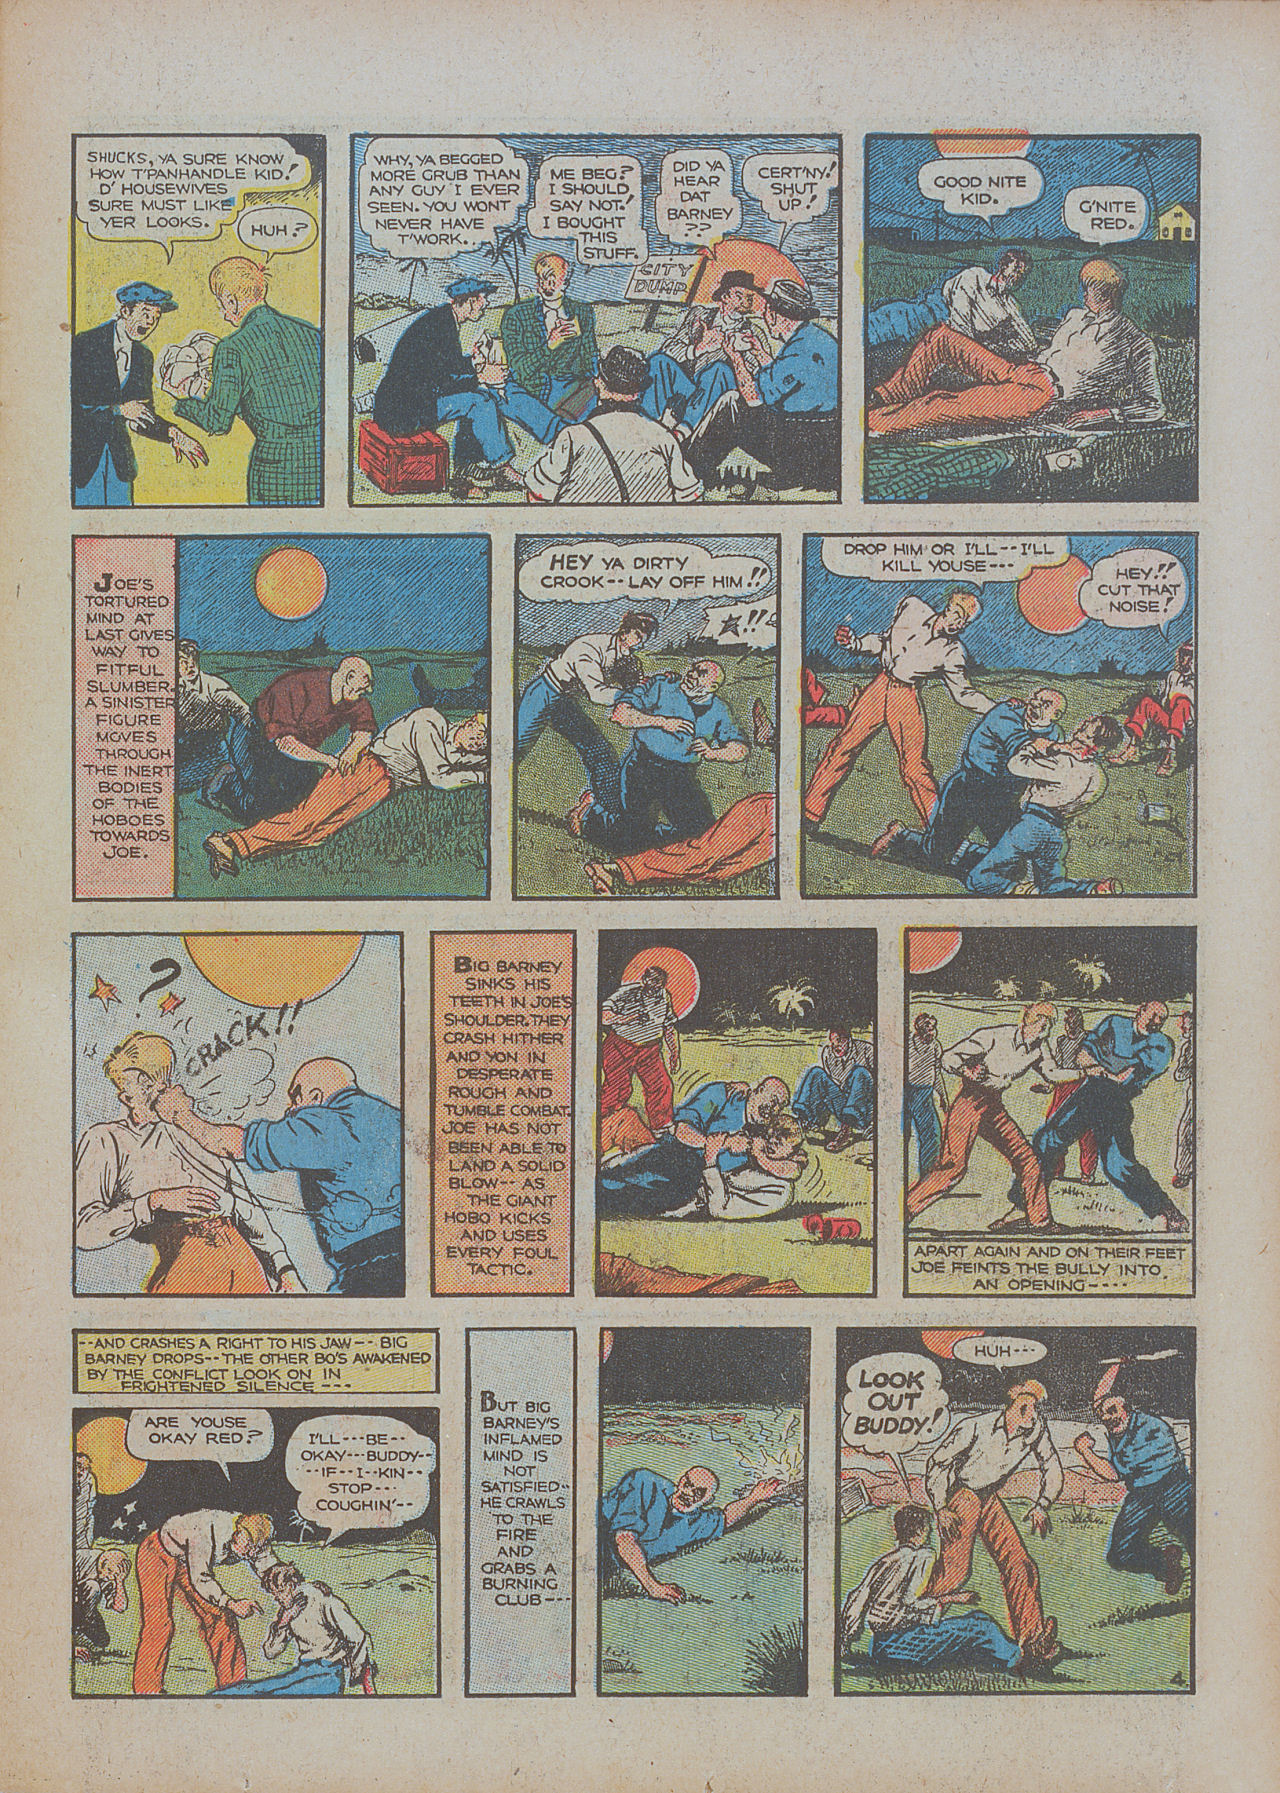 SHUCKS, YA SURE KNOW
HOW T'PANHANDLE KID!
D' HOUSEWIVES
SURE MUST LIKE
YER LOOKS.
HUH?
WHY, YA BEGGED
MORE GRUB THAN
ANY GUY I EVER
SEEN. YOU WONT
NEVER HAVE
T'WORK...
ME BEG?
I SHOULD
SAY NOT!
I BOUGHT
THIS
STUFF.
DID YA
HEAR
DAT
BARNEY
??
CERT'NY!
SHUT
UP!
CITY
DUMP
GOOD NITE
KID.
G'NITE
RED.
JOE'S
TORTURED
MIND AT
LAST GIVES
WAY TO
FITFUL
SLUMBER.
A SINISTER
FIGURE
MOVES
THROUGH
THE INERT
BODIES
OF THE
HOBOES
TOWARDS
JOE.
HEY YA DIRTY
CROOK-- LAY OFF HIM!!
!!?
DROP HIM OR I'LL--I'LL
KILL YOUSE---
HEY!!
CUT THAT
NOISE!
?
CRACK!!
BIG BARNEY
SINKS HIS
TEETH IN JOE'S
SHOULDER. THEY
CRASH HITHER
AND YON IN
DESPERATE
ROUGH AND
TUMBLE COMBAT.
JOE HAS NOT
BEEN ABLE TO
LAND A SOLID
BLOW-- AS
THE GIANT
HOBO KICKS
AND USES
EVERY FOUL
TACTIC.
APART AGAIN AND ON THEIR FEET
JOE FEINTS THE BULLY INTO
AN OPENING----
--AND CRASHES A RIGHT TO HIS JAW-- BIG
BARNEY DROPS--THE OTHER BO'S AWAKENED
BY THE CONFLICT LOOK ON IN
FRIGHTENED SILENCE ---
ARE YOUSE
OKAY RED?
I'LL---BE--
OKAY---BUDDY--
--IF--I--KIN--
STOP---
COUGHIN'--
BUT BIG
BARNEY'S
INFLAMED
MIND IS
NOT
SATISFIED--
HE CRAWLS
TO THE
FIRE
AND
GRABS A
BURNING
CLUB---
LOOK
OUT
BUDDY!
HUH---
4.